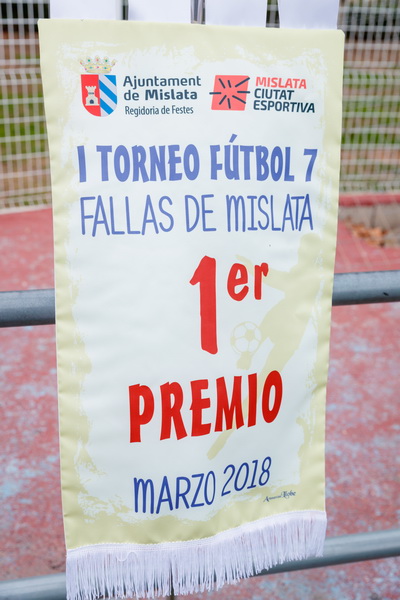 Ajuntament
de Mislata
Regidoria de Festes
MISLATA
CIUTAT
ESPORTIVA
I TORNEO FÚTBOL 7
FALLAS DE MISLATA
1er
PREMIO
MARZO 2018